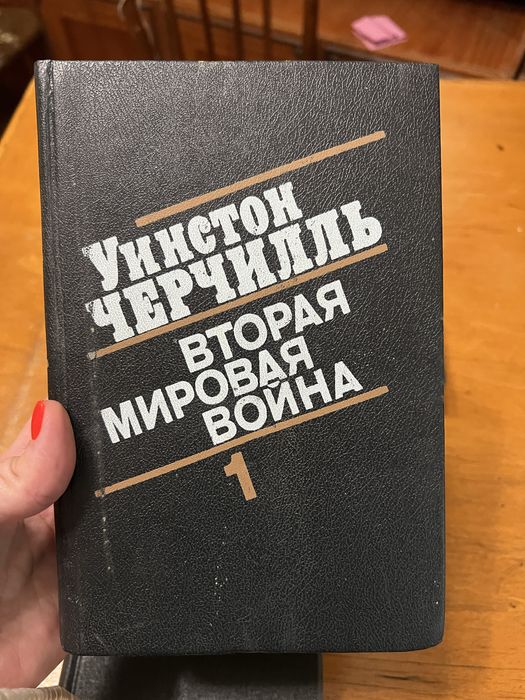 Уинстон
ЧЕРЧИЛЛЬ
ВТОРАЯ
МИРОВАЯ
ВОЙНА
1